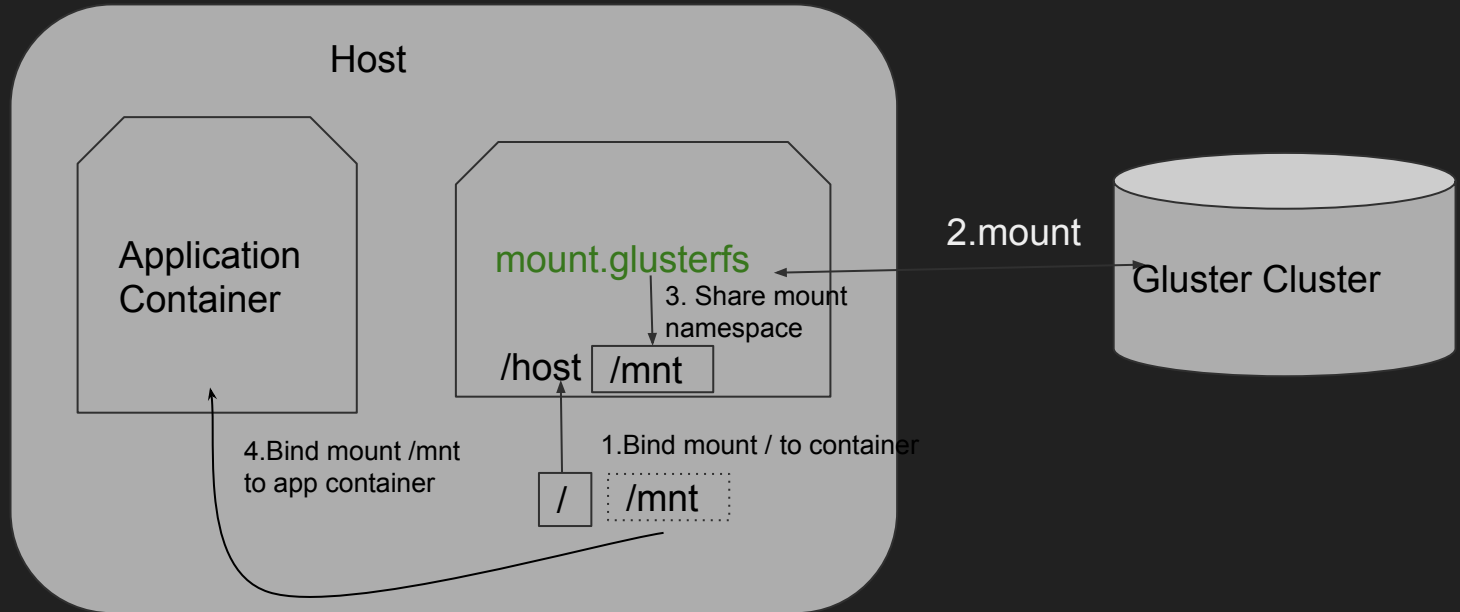 Host
Application
Container
mount.glusterfs
3. Share mount
namespace
/host
/mnt
2.mount
Gluster Cluster
4.Bind mount /mnt
to app container
1.Bind mount / to container
/
/mnt